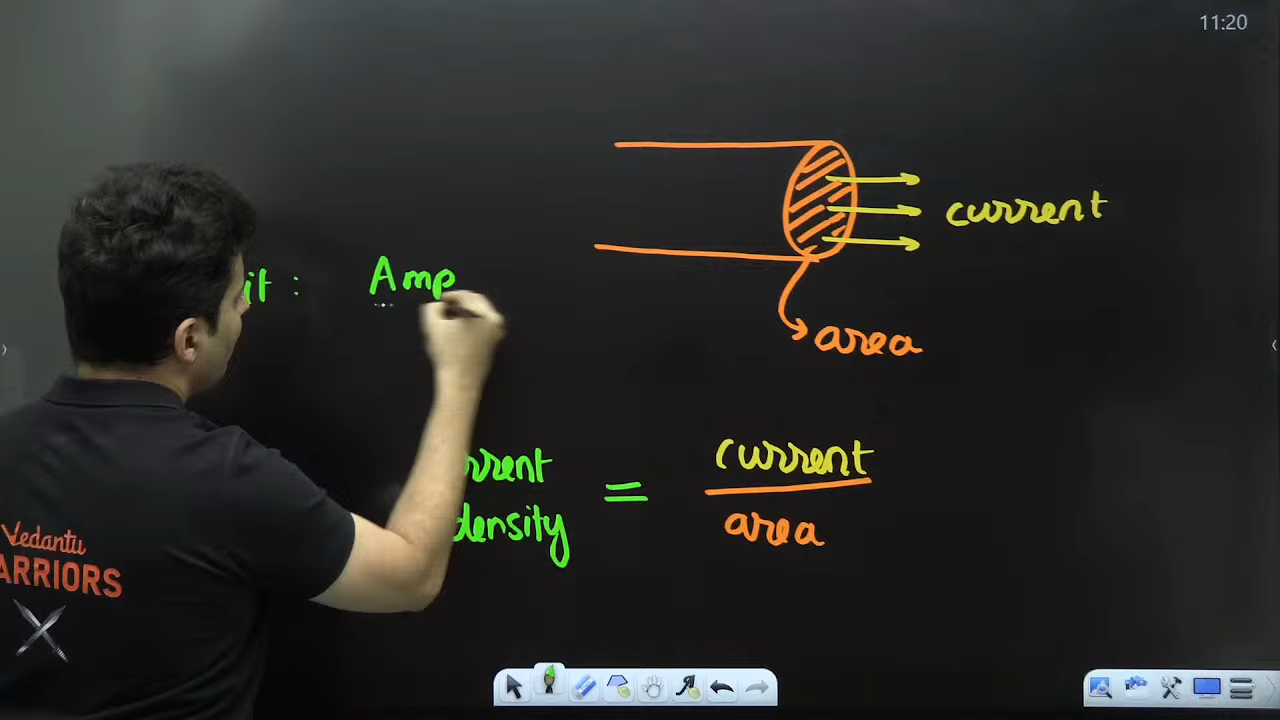 11:20
current
it : Amp
area
rrent
density
=
current
area
Vedantu
ARRIORS